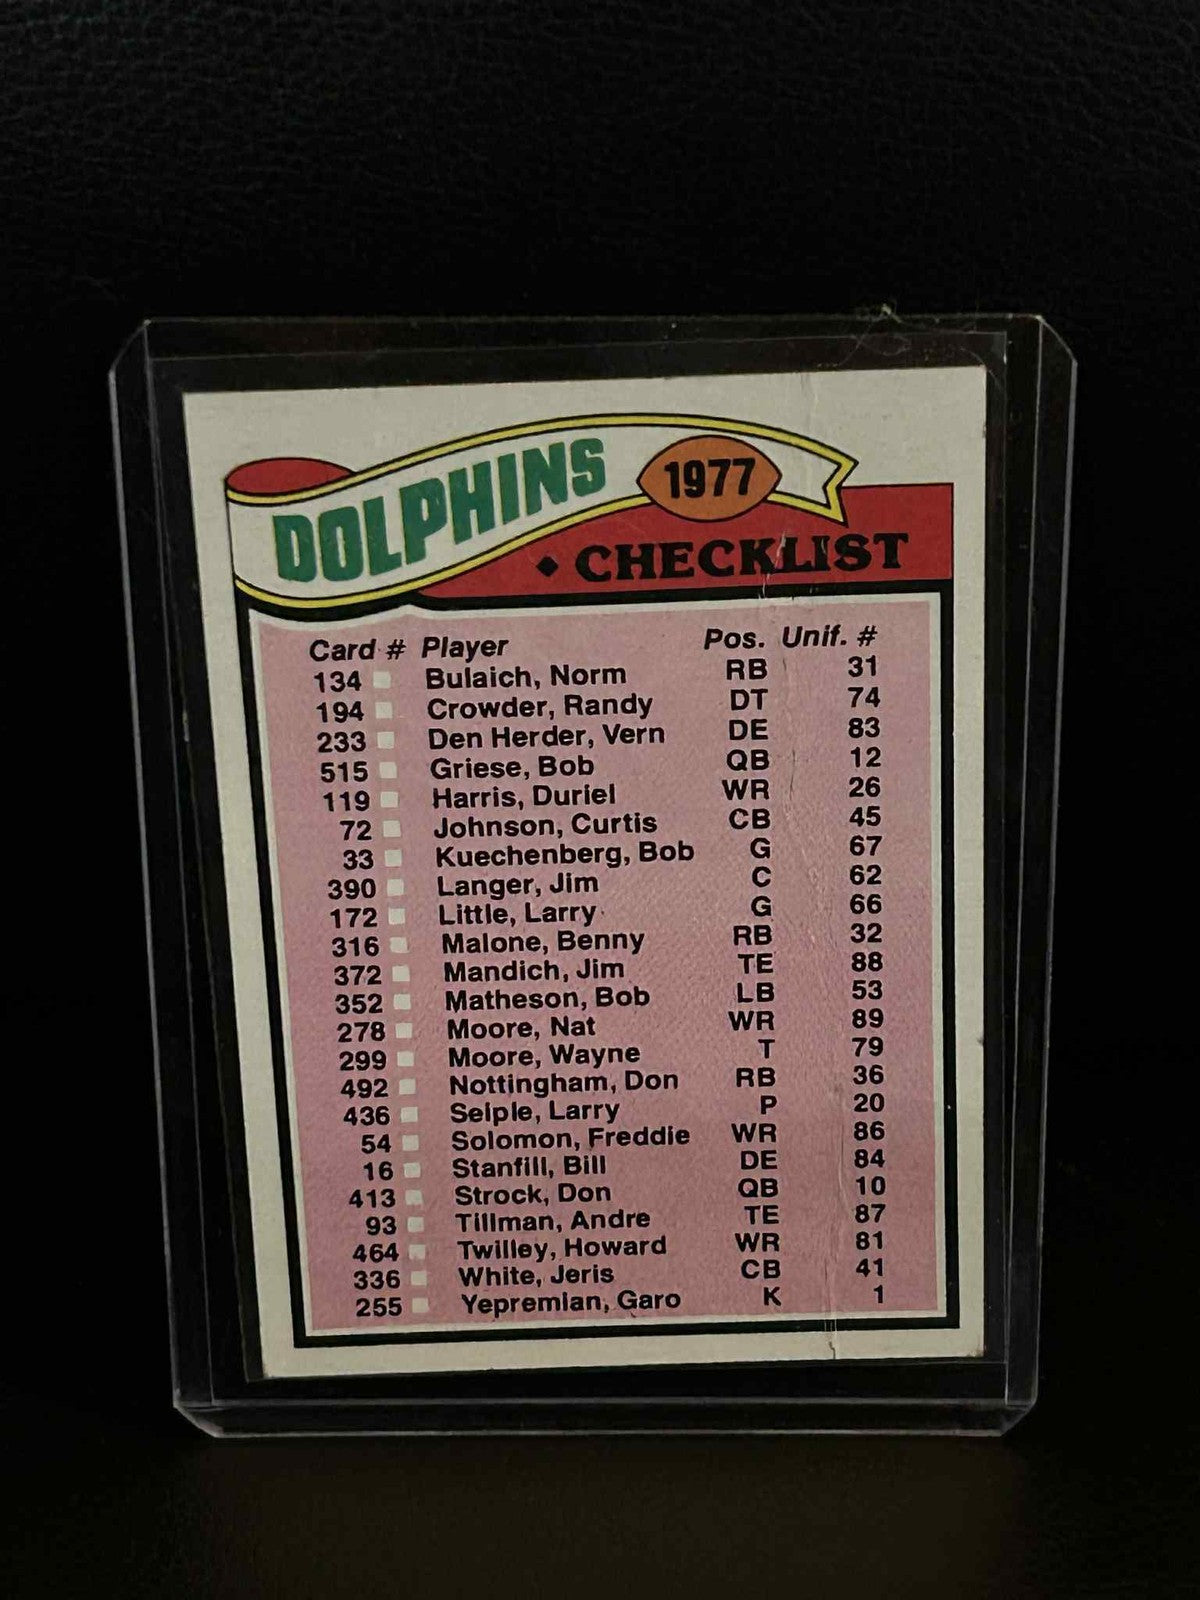 DOLPHINS 1977
• CHECKLIST
Card # Player Pos. Unif. #
134 Bulaich, Norm RB 31
194 Crowder, Randy DT 74
233 Den Herder, Vern DE 83
515 Griese, Bob QB 12
119 Harris, Duriel WR 26
72 Johnson, Curtis CB 45
33 Kuechenberg, Bob G 67
390 Langer, Jim C 62
172 Little, Larry G 66
316 Malone, Benny RB 32
372 Mandich, Jim TE 88
352 Matheson, Bob LB 53
278 Moore, Nat WR 89
299 Moore, Wayne T 79
492 Nottingham, Don RB 36
436 Seiple, Larry P 20
54 Solomon, Freddie WR 86
16 Stanfill, Bill DE 84
413 Strock, Don QB 10
93 Tillman, Andre TE 87
464 Twilley, Howard WR 81
336 White, Jeris CB 41
255 Yepremian, Garo K 1